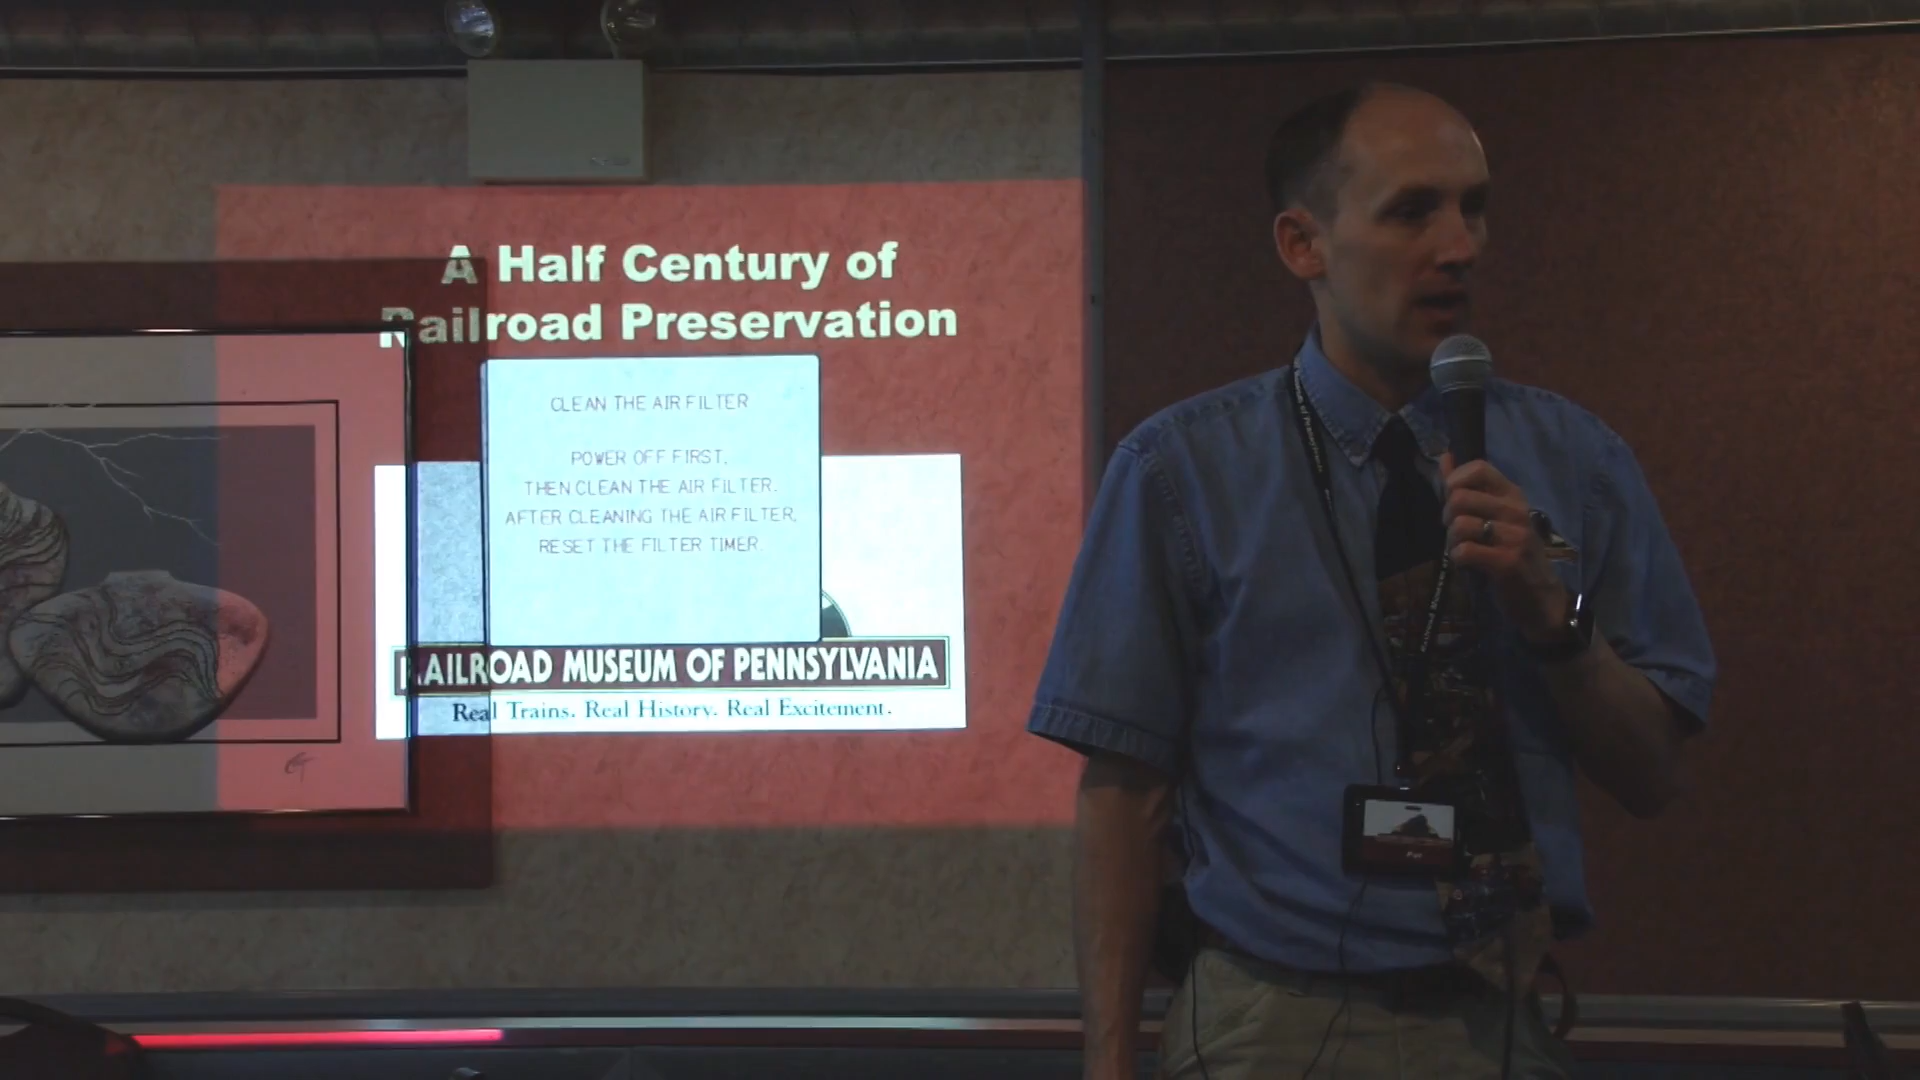 A Half Century of
Railroad Preservation
CLEAN THE AIR FILTER
POWER OFF FIRST,
THEN CLEAN THE AIR FILTER.
AFTER CLEANING THE AIR FILTER,
RESET THE FILTER TIMER.
RAILROAD MUSEUM OF PENNSYLVANIA
Real Trains. Real History. Real Excitement.